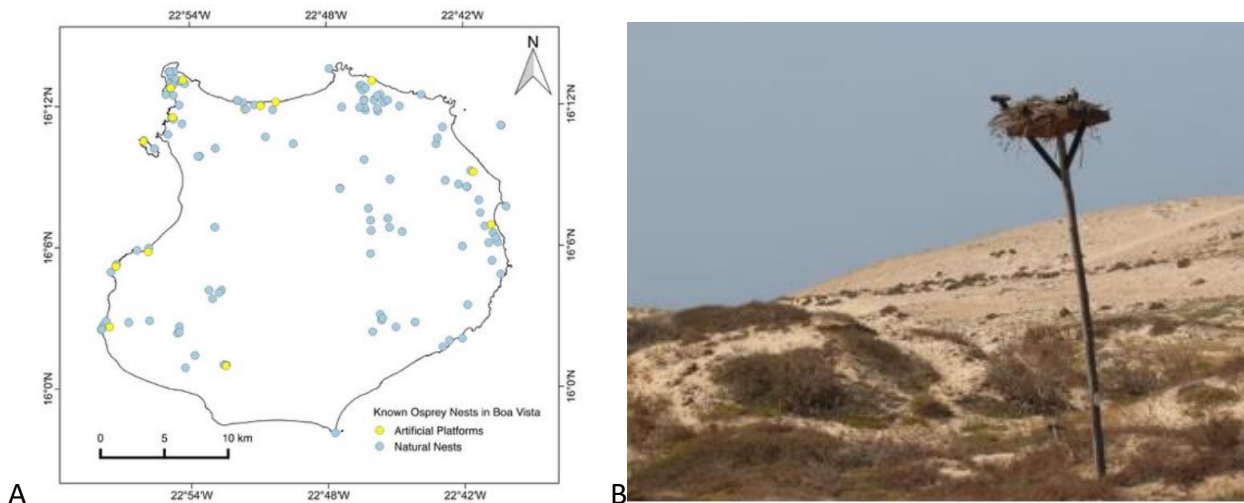 22°54'W 22°48'W 22°42'W
N
16°12'N 16°12'N
16°6'N 16°6'N
16°0'N 16°0'N
Known Osprey Nests in Boa Vista
Artificial Platforms
Natural Nests
0 5 10 km
22°54'W 22°48'W 22°42'W
A B